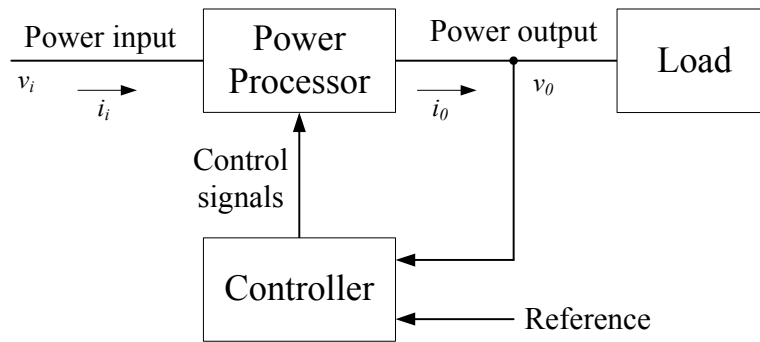 Power input
Power
Processor
Power output
Load
v_i
i_i
i_0
v_0
Control
signals
Controller
Reference